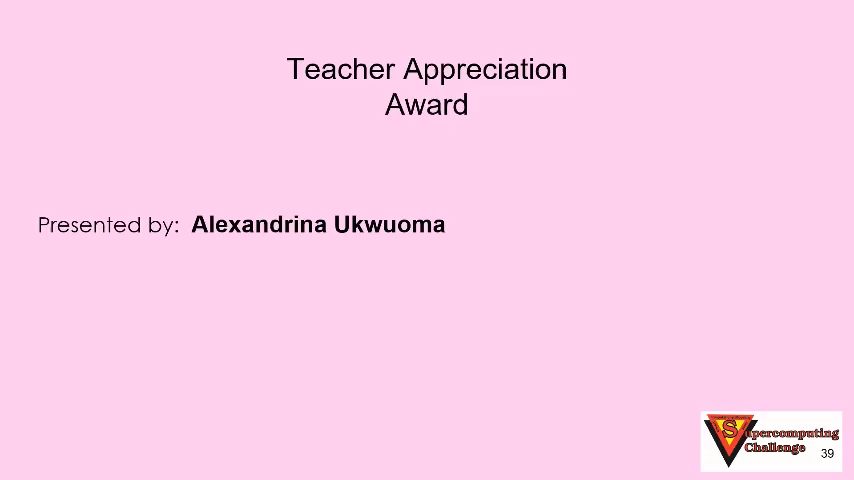 Teacher Appreciation
Award
Presented by: Alexandrina Ukwuoma
Supercomputing
Challenge
39